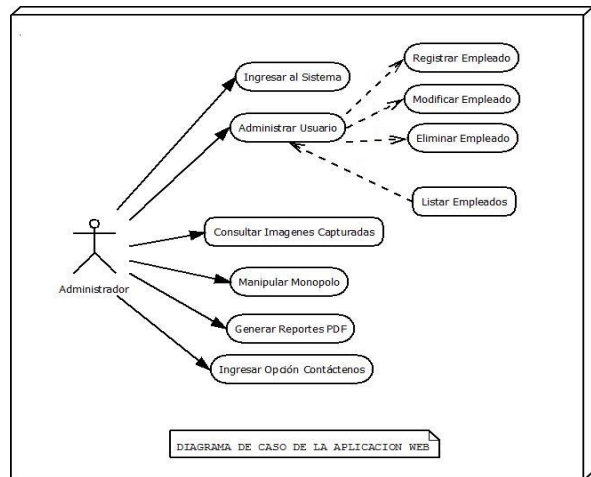 Registrar Empleado
Ingresar al Sistema
Modificar Empleado
Administrar Usuario
Eliminar Empleado
Listar Empleados
Consultar Imagenes Capturadas
Manipular Monopolo
Administrador
Generar Reportes PDF
Ingresar Opción Contáctenos
DIAGRAMA DE CASO DE LA APLICACION WEB